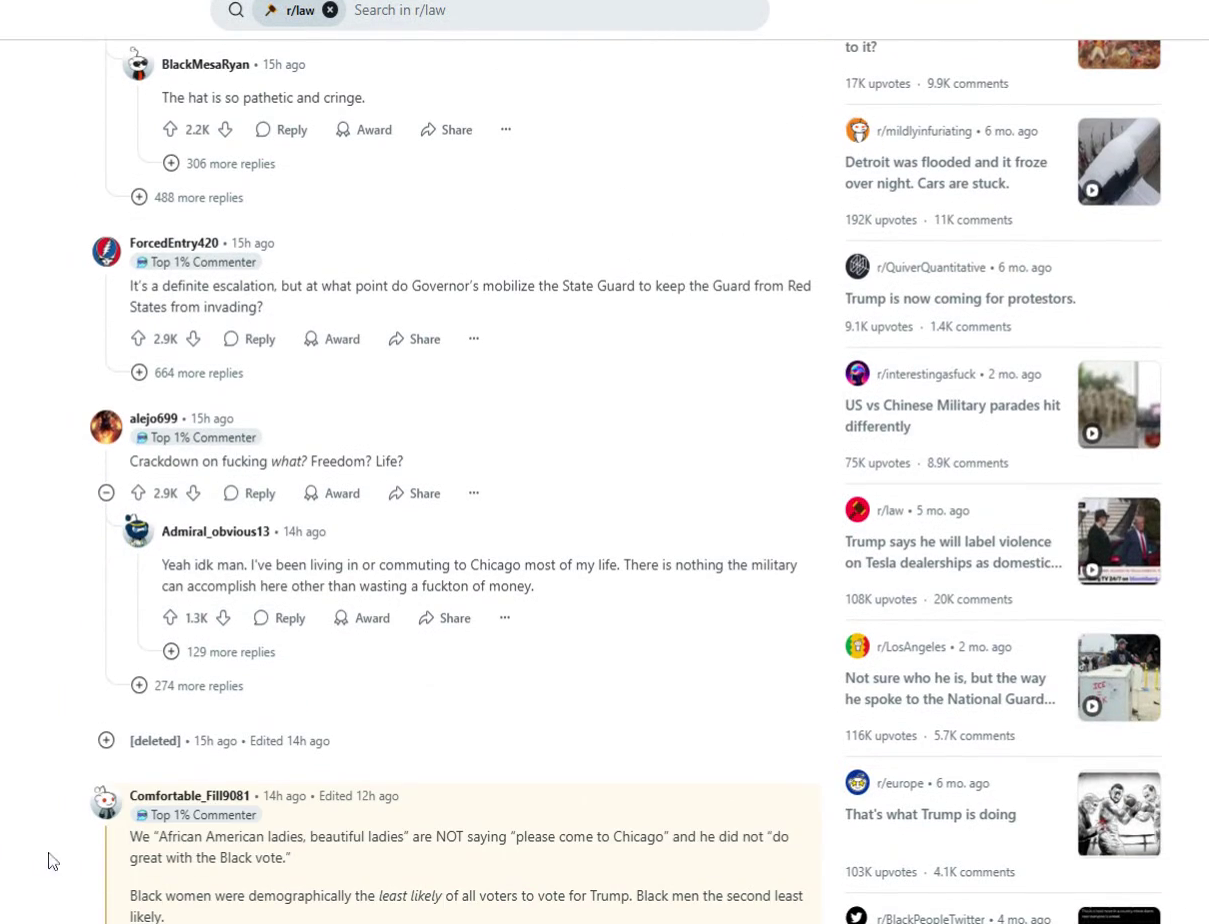 r/law
Search in r/law
BlackMesaRyan • 15h ago
The hat is so pathetic and cringe.
2.2K Reply Award Share ···
306 more replies
488 more replies
ForcedEntry420 • 15h ago
Top 1% Commenter
It's a definite escalation, but at what point do Governor's mobilize the State Guard to keep the Guard from Red
States from invading?
2.9K Reply Award Share ···
664 more replies
alejo699 • 15h ago
Top 1% Commenter
Crackdown on fucking what? Freedom? Life?
2.9K Reply Award Share ···
Admiral_obvious13 • 14h ago
Yeah idk man. I've been living in or commuting to Chicago most of my life. There is nothing the military
can accomplish here other than wasting a fuckton of money.
1.3K Reply Award Share ···
129 more replies
274 more replies
[deleted] • 15h ago • Edited 14h ago
Comfortable_Fill9081 • 14h ago • Edited 12h ago
Top 1% Commenter
We “African American ladies, beautiful ladies” are NOT saying “please come to Chicago” and he did not “do
great with the Black vote.”
Black women were demographically the least likely of all voters to vote for Trump. Black men the second least
likely.
to it?
17K upvotes · 9.9K comments
r/mildlyinfuriating • 6 mo. ago
Detroit was flooded and it froze
over night. Cars are stuck.
192K upvotes · 11K comments
r/QuiverQuantitative • 6 mo. ago
Trump is now coming for protestors.
9.1K upvotes · 1.4K comments
r/interestingasfuck • 2 mo. ago
US vs Chinese Military parades hit
differently
75K upvotes · 8.9K comments
r/law • 5 mo. ago
Trump says he will label violence
on Tesla dealerships as domestic...
108K upvotes · 20K comments
r/LosAngeles • 2 mo. ago
Not sure who he is, but the way
he spoke to the National Guard...
116K upvotes · 5.7K comments
r/europe • 6 mo. ago
That's what Trump is doing
103K upvotes · 4.1K comments
r/BlackPeopleTwitter • 4 mo. ago